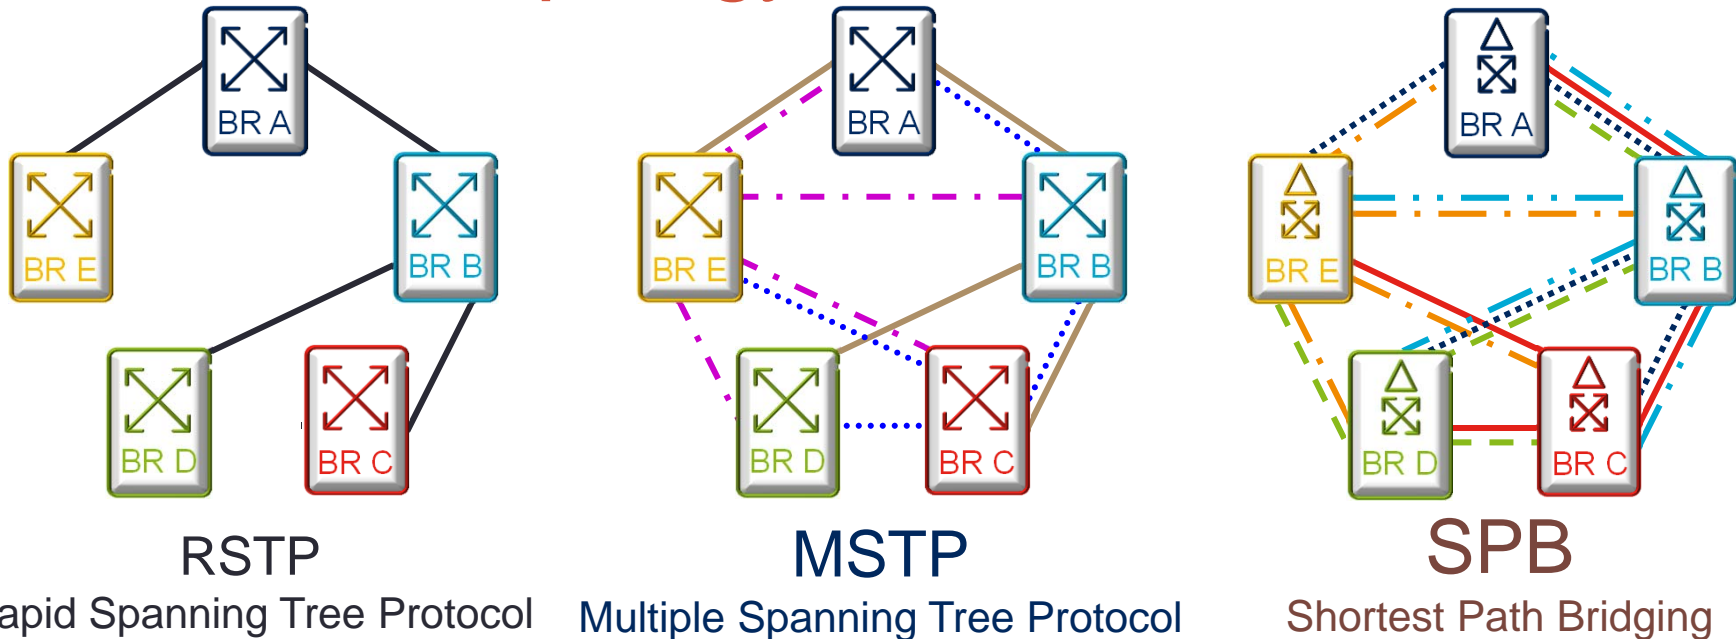 BR A
BR E
BR B
BR D
BR C
RSTP
apid Spanning Tree Protocol
BR A
BR E
BR B
BR D
BR C
MSTP
Multiple Spanning Tree Protocol
BR A
BR E
BR B
BR D
BR C
SPB
Shortest Path Bridging